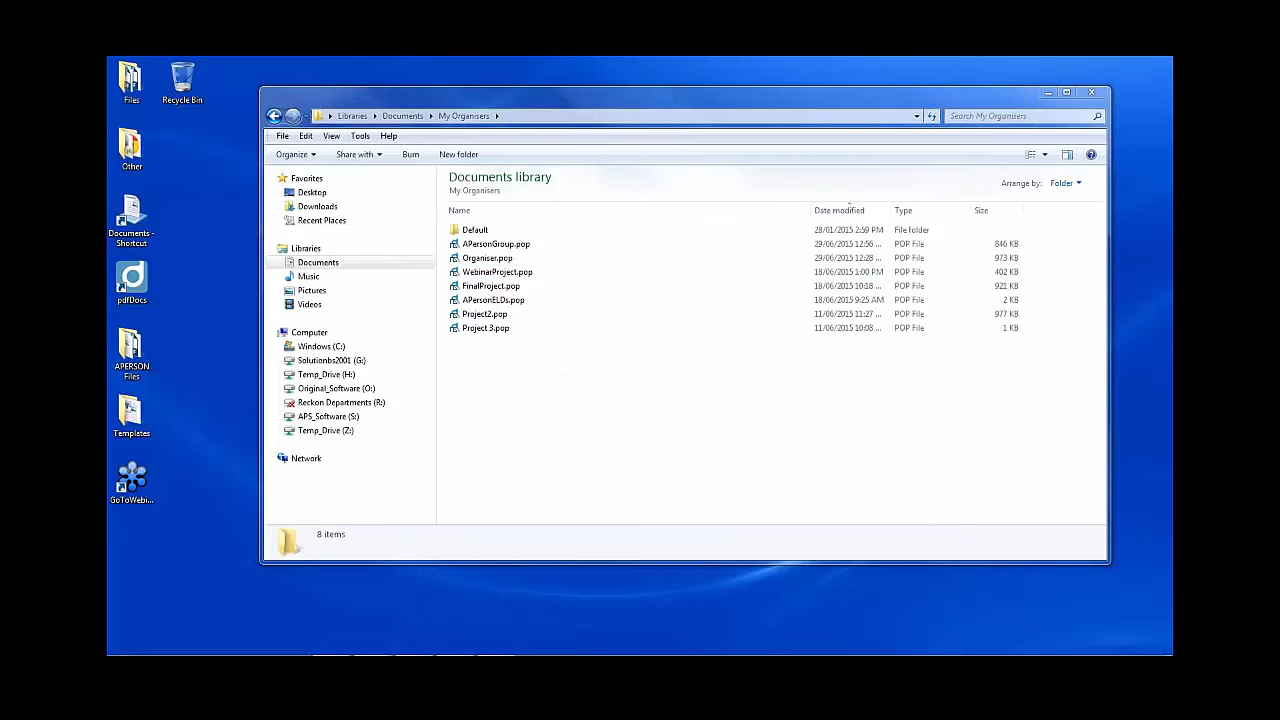 Files
Recycle Bin
Other
Documents -
Shortcut
pdfDocs
APERSON
Files
Templates
GoToWebi...
Libraries Documents My Organisers
Search My Organisers
File Edit View Tools Help
Organize Share with Burn New folder
Favorites
Desktop
Downloads
Recent Places
Libraries
Documents
Music
Pictures
Videos
Computer
Windows (C:)
Solutionbs2001 (G:)
Temp_Drive (H:)
Original_Software (O:)
Reckon Departments (R:)
APS_Software (S:)
Temp_Drive (Z:)
Network
Documents library
My Organisers
Arrange by: Folder
Name Date modified Type Size
Default 28/01/2015 2:59 PM File folder
APersonGroup.pop 29/06/2015 12:56 ... POP File 846 KB
Organiser.pop 29/06/2015 12:28 ... POP File 973 KB
WebinarProject.pop 18/06/2015 1:00 PM POP File 402 KB
FinalProject.pop 18/06/2015 10:18 ... POP File 921 KB
APersonELDs.pop 18/06/2015 9:25 AM POP File 2 KB
Project2.pop 11/06/2015 11:27 ... POP File 977 KB
Project 3.pop 11/06/2015 10:08 ... POP File 1 KB
8 items